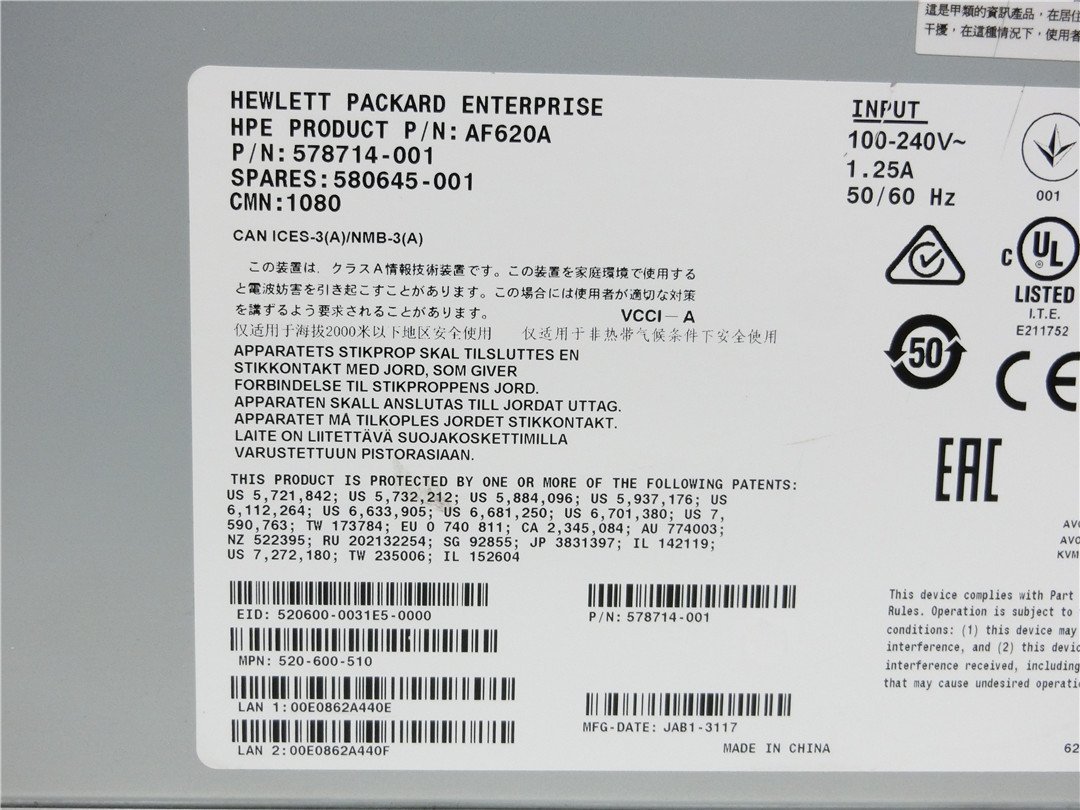 這是甲類的資訊產品，在居住
干擾，在這種情況下，使用者
HEWLETT PACKARD ENTERPRISE
HPE PRODUCT P/N: AF620A
P/N:578714-001
SPARES:580645-001
CMN:1080
INPUT
100-240V~
1.25A
50/60 Hz
001
CAN ICES-3(A)/NMB-3(A)
この装置は、クラスA情報技術装置です。この装置を家庭環境で使用する
と電波妨害を引き起こすことがあります。この場合には使用者が適切な対策
を講ずるよう要求されることがあります。 VCCI-A
仅适用于海拔2000米以下地区安全使用 仅适用于非热带气候条件下安全使用
APPARATETS STIKPROP SKAL TILSLUTTES EN
STIKKONTAKT MED JORD, SOM GIVER
FORBINDELSE TIL STIKPROPPENS JORD.
APPARATEN SKALL ANSLUTAS TILL JORDAT UTTAG.
APPARATET MÅ TILKOPLES JORDET STIKKONTAKT.
LAITE ON LIITETTÄVÄ SUOJAKOSKETTIMILLA
VARUSTETTUUN PISTORASIAAN.
C UL
LISTED
I.T.E.
E211752
50
CE
EAC
THIS PRODUCT IS PROTECTED BY ONE OR MORE OF THE FOLLOWING PATENTS:
US 5,721,842; US 5,732,212; US 5,884,096; US 5,937,176; US
6,112,264; US 6,633,905; US 6,681,250; US 6,701,380; US 7,
590,763; TW 173784; EU 0 740 811; CA 2,345,084; AU 774003;
NZ 522395; RU 202132254; SG 92855; JP 3831397; IL 142119;
US 7,272,180; TW 235006; IL 152604
KVM
EID: 520600-0031E5-0000
P/N: 578714-001
MPN: 520-600-510
LAN 1:00E0862A440E
MFG-DATE: JAB1-3117
LAN 2:00E0862A440F
MADE IN CHINA
This device complies with Part
Rules. Operation is subject to
conditions: (1) this device may
interference, and (2) this devic
interference received, including
that may cause undesired operati
62